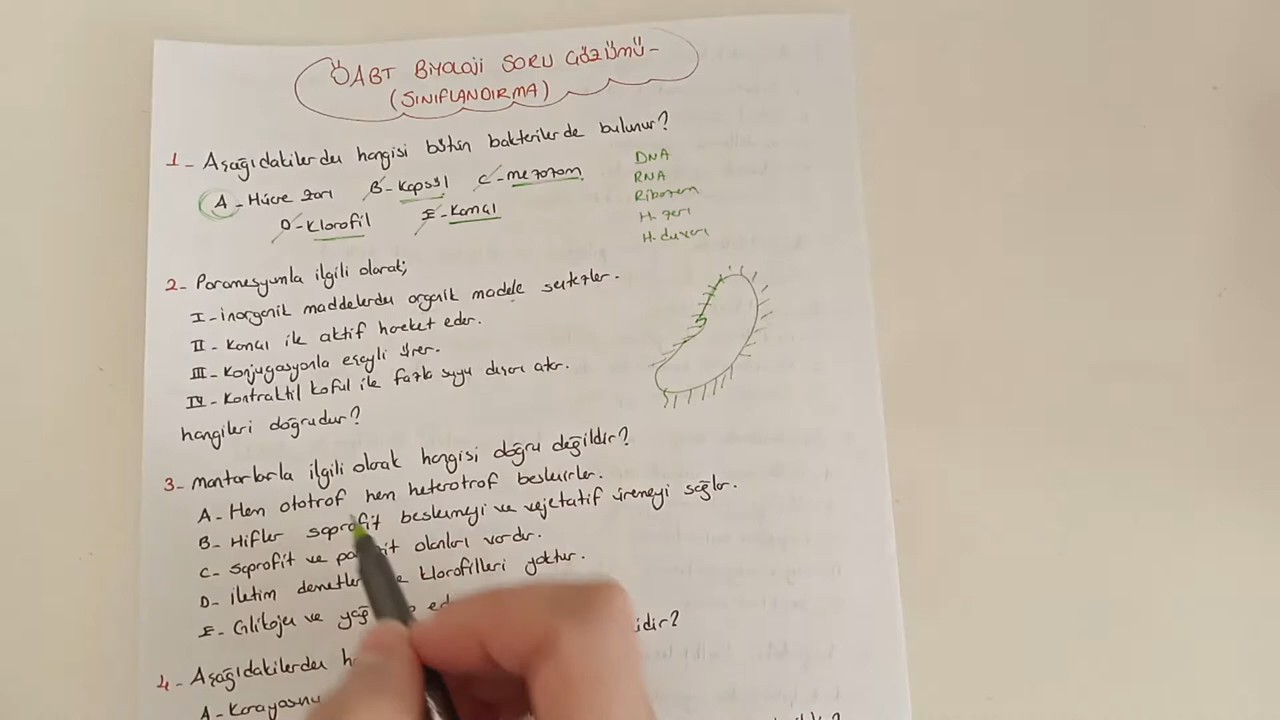 ÖABT BİYOLOJİ SORU ÇÖZÜMÜ-
(SINIFLANDIRMA)
1- Aşağıdakilerden hangisi bütün bakterilerde bulunur?
A- Hücre zarı B- Kapsül C- mezozom
D- Klorofil E- Kamçı
DNA
RNA
Ribozom
H. zarı
H. duvarı
2- Paramesyumla ilgili olarak;
I- inorganik maddelerden organik madde sentezler.
II- Kamçı ile aktif hareket eder.
III- Konjugasyonla eşeyli ürer.
IV- Kontraktil koful ile fazla suyu dışarı atar.
hangileri doğrudur?
3- Mantarlarla ilgili olarak hangisi doğru değildir?
A- Hem ototrof hem heterotrof beslenirler.
B- Hifler saprofit beslenmeyi ve vejetatif üremeyi sağlar.
C- Saprofit ve olanları vardır.
D- İletim klorofilleri yoktur.
E- Glikojen ve yağ
4- Aşağıdakilerden
A-